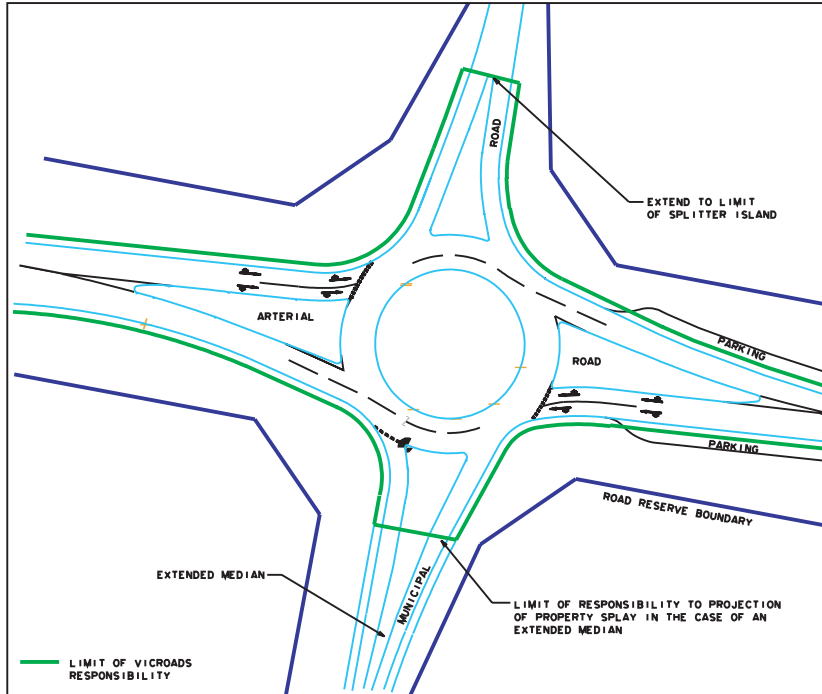 ROAD
EXTEND TO LIMIT
OF SPLITTER ISLAND
ARTERIAL
PARKING
ROAD
PARKING
ROAD RESERVE BOUNDARY
EXTENDED MEDIAN
MUNICIPAL
LIMIT OF RESPONSIBILITY TO PROJECTION
OF PROPERTY SPLAY IN THE CASE OF AN
EXTENDED MEDIAN
LIMIT OF VICROADS
RESPONSIBILITY